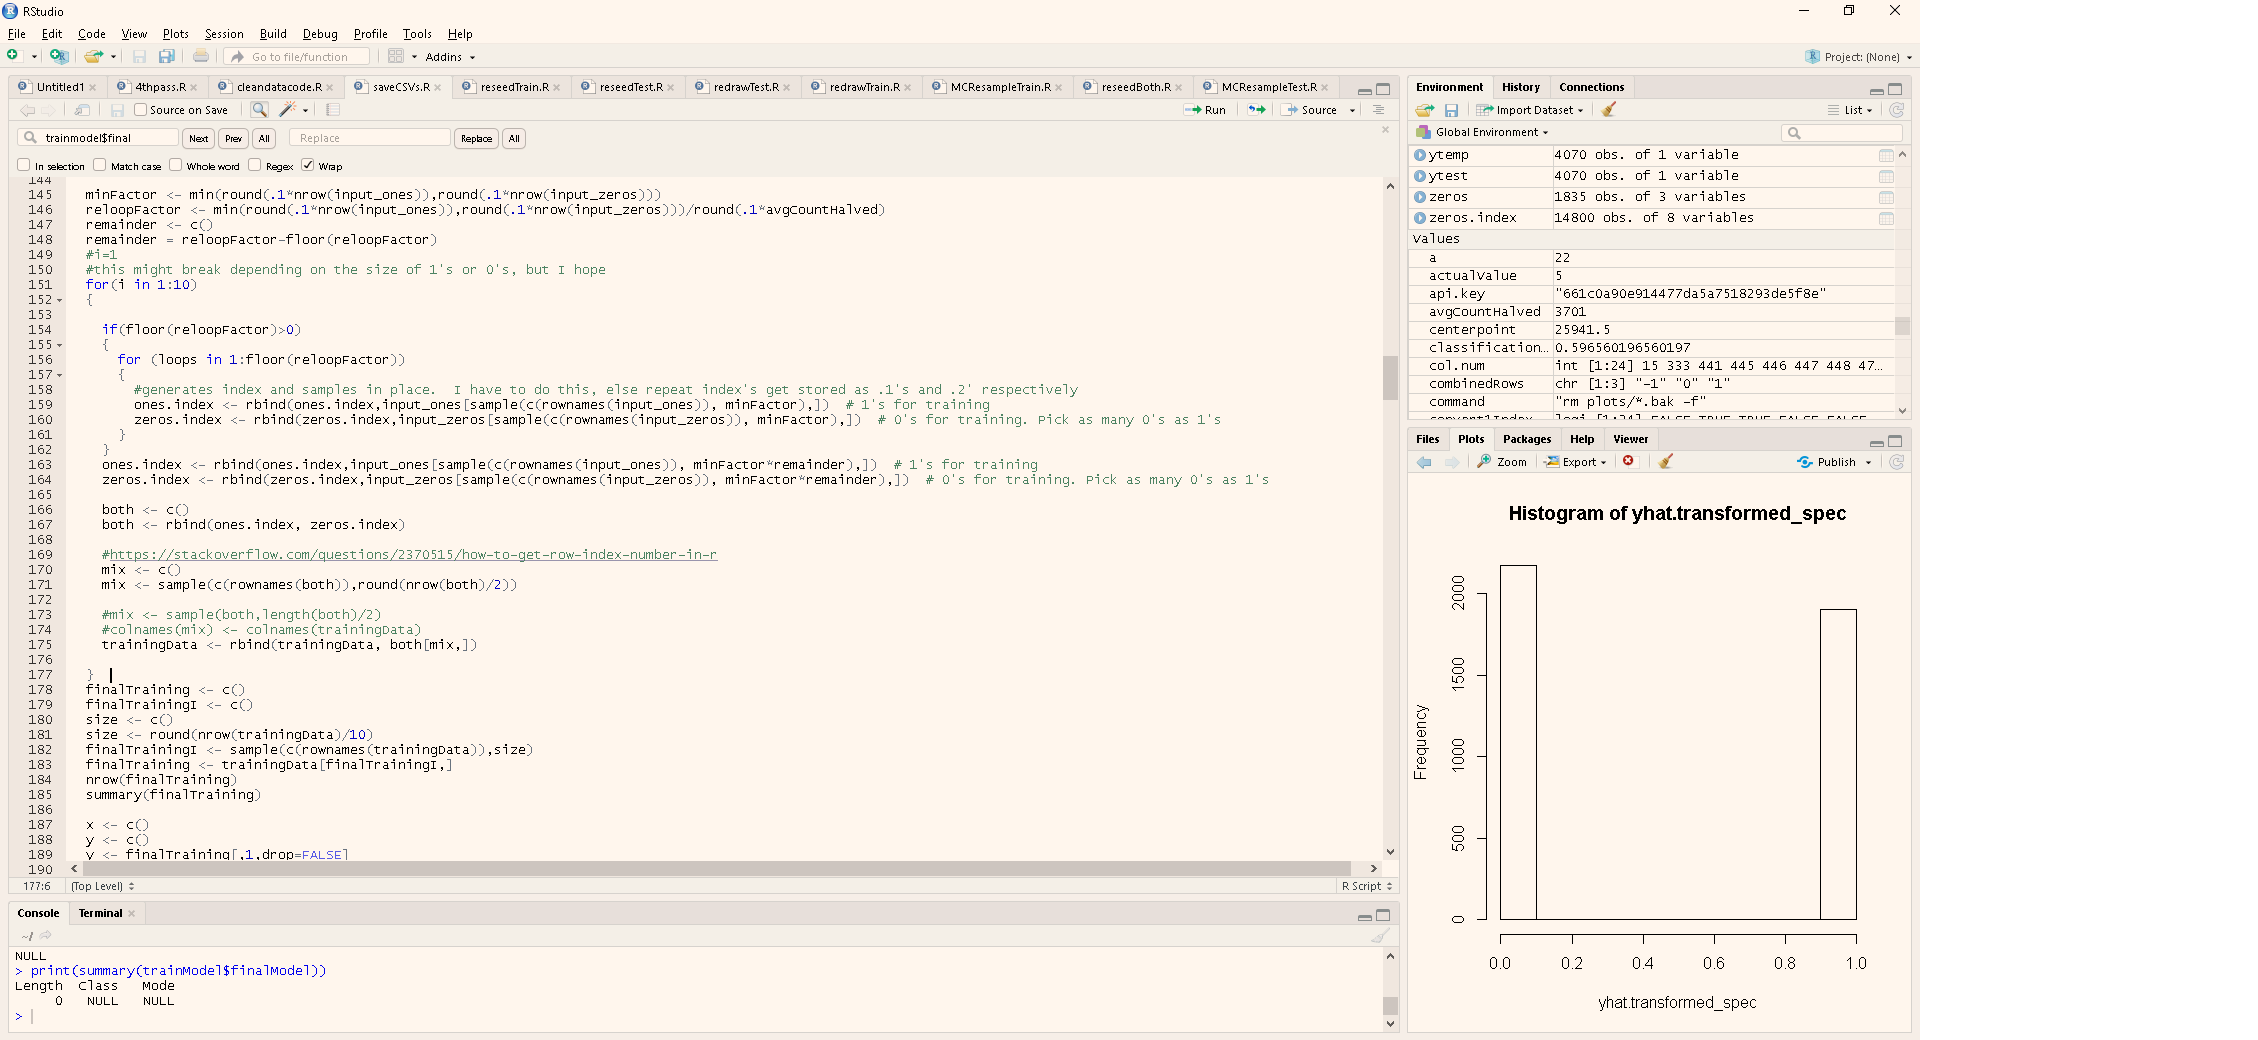 RStudio
File Edit Code View Plots Session Build Debug Profile Tools Help
Go to file/function Addins Project: (None)
Untitled1 4thpass.R cleandatacode.R saveCSVs.R reseedTrain.R reseedTest.R redrawTest.R redrawTrain.R MCResampleTrain.R reseedBoth.R MCResampleTest.R
Source on Save Run Source
trainmodel$final Next Prev All Replace Replace All
In selection Match case Whole word Regex Wrap
144
145 minFactor <- min(round(.1*nrow(input_ones)),round(.1*nrow(input_zeros)))
146 reloopFactor <- min(round(.1*nrow(input_ones)),round(.1*nrow(input_zeros)))/round(.1*avgCountHalved)
147 remainder <- c()
148 remainder = reloopFactor-floor(reloopFactor)
149 #i=1
150 #this might break depending on the size of 1's or 0's, but I hope
151 for(i in 1:10)
152 {
153
154 if(floor(reloopFactor)>0)
155 {
156 for (loops in 1:floor(reloopFactor))
157 {
158 #generates index and samples in place.  I have to do this, else repeat index's get stored as .1's and .2' respectively
159 ones.index <- rbind(ones.index,input_ones[sample(c(rownames(input_ones)), minFactor),])  # 1's for training
160 zeros.index <- rbind(zeros.index,input_zeros[sample(c(rownames(input_zeros)), minFactor),])  # 0's for training. Pick as many 0's as 1's
161 }
162 }
163 ones.index <- rbind(ones.index,input_ones[sample(c(rownames(input_ones)), minFactor*remainder),])  # 1's for training
164 zeros.index <- rbind(zeros.index,input_zeros[sample(c(rownames(input_zeros)), minFactor*remainder),])  # 0's for training. Pick as many 0's as 1's
165
166 both <- c()
167 both <- rbind(ones.index, zeros.index)
168
169 #https://stackoverflow.com/questions/2370515/how-to-get-row-index-number-in-r
170 mix <- c()
171 mix <- sample(c(rownames(both)),round(nrow(both)/2))
172
173 #mix <- sample(both,length(both)/2)
174 #colnames(mix) <- colnames(trainingData)
175 trainingData <- rbind(trainingData, both[mix,])
176
177 }
178 finalTraining <- c()
179 finalTrainingI <- c()
180 size <- c()
181 size <- round(nrow(trainingData)/10)
182 finalTrainingI <- sample(c(rownames(trainingData)),size)
183 finalTraining <- trainingData[finalTrainingI,]
184 nrow(finalTraining)
185 summary(finalTraining)
186
187 x <- c()
188 y <- c()
189 y <- finalTraining[,1,drop=FALSE]
190
177:6 (Top Level) R Script
Console Terminal
~/
NULL
> print(summary(trainModel$finalModel))
Length Class Mode
0 NULL NULL
>
Environment History Connections
Import Dataset List
Global Environment
ytemp 4070 obs. of 1 variable
ytest 4070 obs. of 1 variable
zeros 1835 obs. of 3 variables
zeros.index 14800 obs. of 8 variables
Values
a 22
actualValue 5
api.key "661c0a90e914477da5a7518293de5f8e"
avgCountHalved 3701
centerpoint 25941.5
classification… 0.596560196560197
col.num int [1:24] 15 333 441 445 446 447 448 47…
combinedRows chr [1:3] "-1" "0" "1"
command "rm plots/*.bak -f"
Files Plots Packages Help Viewer
Zoom Export Publish
Histogram of yhat.transformed_spec
Frequency
2000
1500
1000
500
0
0.0 0.2 0.4 0.6 0.8 1.0
yhat.transformed_spec